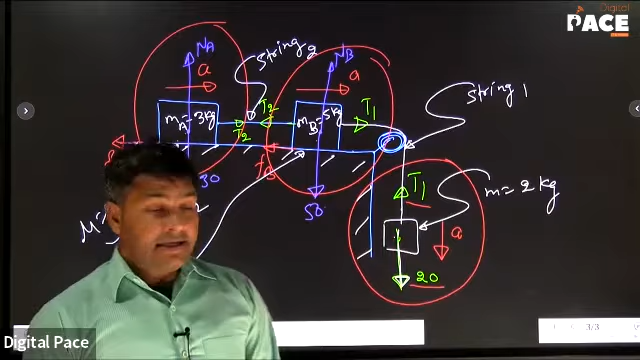 Digital
PACE
NA
NB
String 2
String 1
a
a
T2
T2
T1
mA=3kg
mB=5kg
fB
30
50
T1
m=2kg
a
20
Digital Pace
3/3